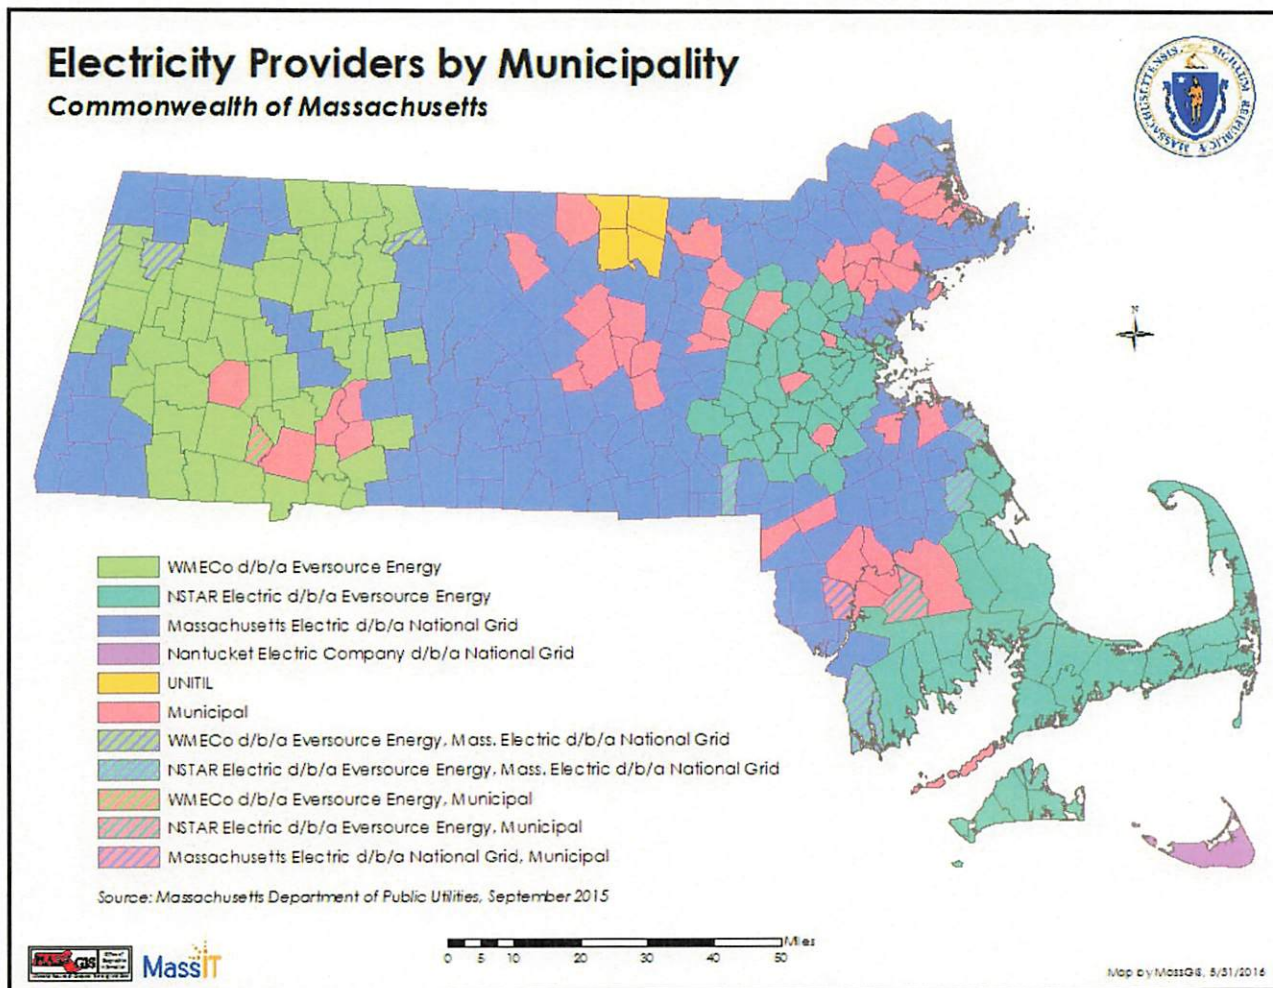 Electricity Providers by Municipality
Commonwealth of Massachusetts
N
WMECo d/b/a Eversource Energy
NSTAR Electric d/b/a Eversource Energy
Massachusetts Electric d/b/a National Grid
Nantucket Electric Company d/b/a National Grid
UNITIL
Municipal
WMECo d/b/a Eversource Energy, Mass. Electric d/b/a National Grid
NSTAR Electric d/b/a Eversource Energy, Mass. Electric d/b/a National Grid
WMECo d/b/a Eversource Energy, Municipal
NSTAR Electric d/b/a Eversource Energy, Municipal
Massachusetts Electric d/b/a National Grid, Municipal
Source: Massachusetts Department of Public Utilities, September 2015
MassIT
Miles
0 5 10 20 30 40 50
Map by MassGIS, 5/31/2016